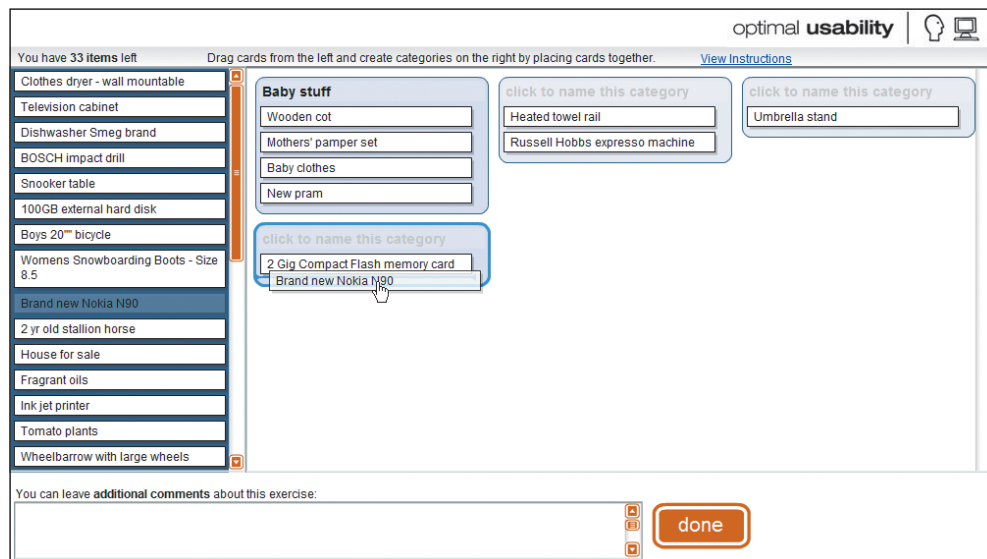 optimal usability
You have 33 items left
Drag cards from the left and create categories on the right by placing cards together.
View Instructions
Clothes dryer - wall mountable
Television cabinet
Dishwasher Smeg brand
BOSCH impact drill
Snooker table
100GB external hard disk
Boys 20"" bicycle
Womens Snowboarding Boots - Size
8.5
Brand new Nokia N90
2 yr old stallion horse
House for sale
Fragrant oils
Ink jet printer
Tomato plants
Wheelbarrow with large wheels
Baby stuff
Wooden cot
Mothers' pamper set
Baby clothes
New pram
click to name this category
Heated towel rail
Russell Hobbs expresso machine
click to name this category
Umbrella stand
click to name this category
2 Gig Compact Flash memory card
Brand new Nokia N90
You can leave additional comments about this exercise:
done